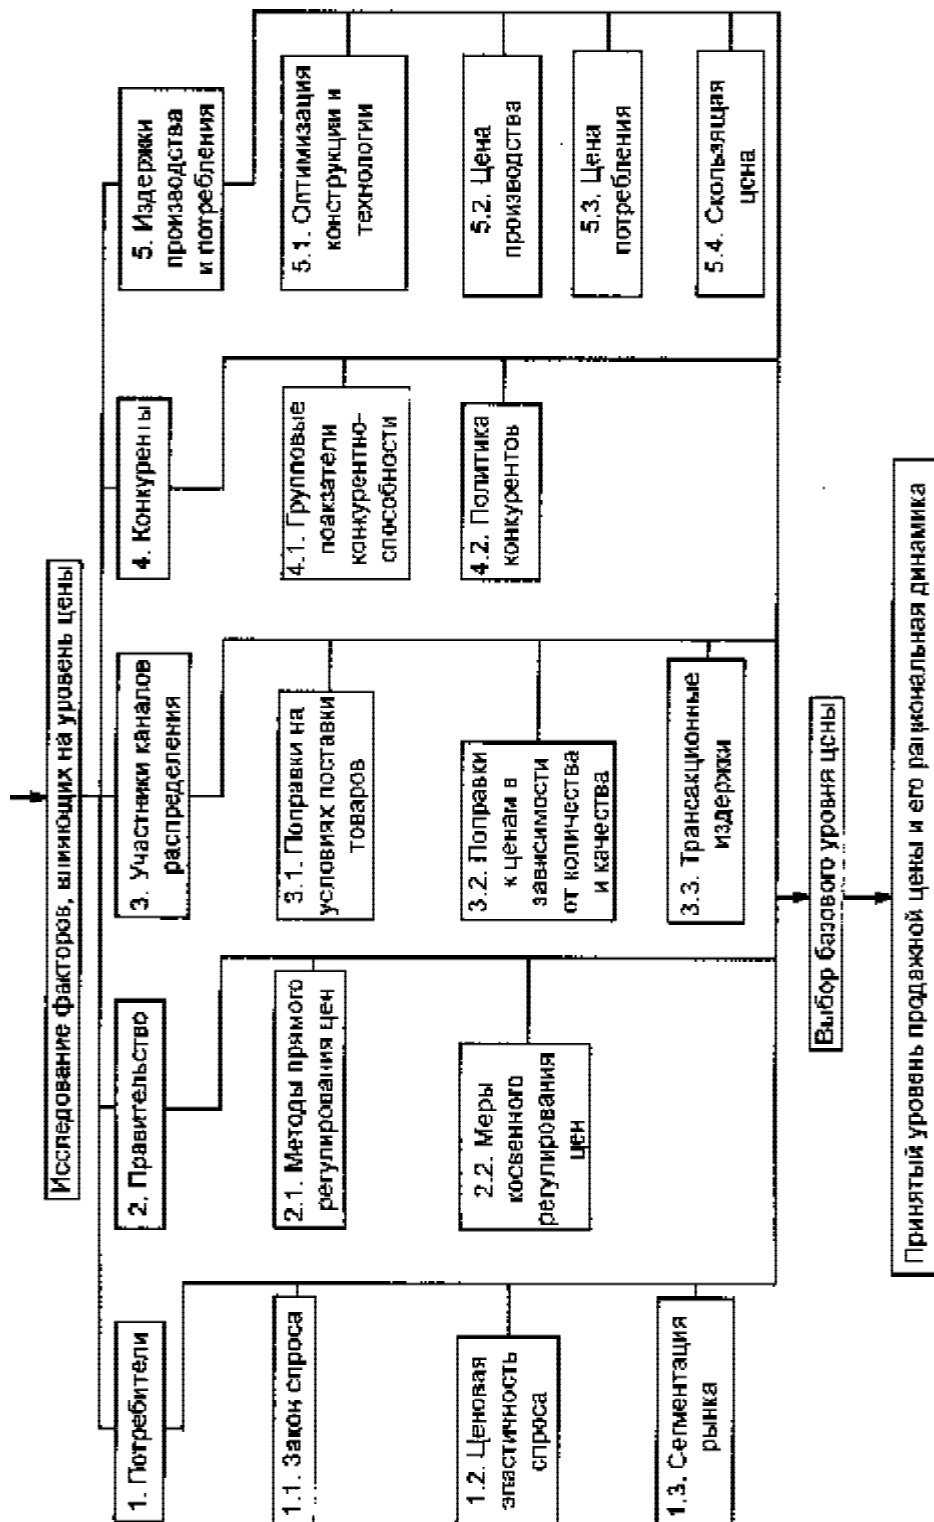 Исследование факторов, влияющих на уровень цены
1. Потребители
1.1. Закон спроса
1.2. Ценовая
эластичность
спроса
1.3. Сегментация
рынка
2. Правительство
2.1. Методы прямого
регулирования цен
2.2. Меры
косвенного
регулирования
цен
3. Участники каналов
распределения
3.1. Поправки на
условиях поставки
товаров
3.2. Поправки
к ценам в
зависимости
от количества
и качества
3.3. Трансакционные
издержки
4. Конкуренты
4.1. Групповые
поакзатели
конкурентно-
способности
4.2. Политика
конкурентов
5. Издержки
производства
и потребления
5.1. Оптимизация
конструкции и
технологии
5.2. Цена
производства
5.3. Цена
потребления
5.4. Скользящая
цена
Выбор базового уровня цены
Принятый уровень продажной цены и его рациональная динамика